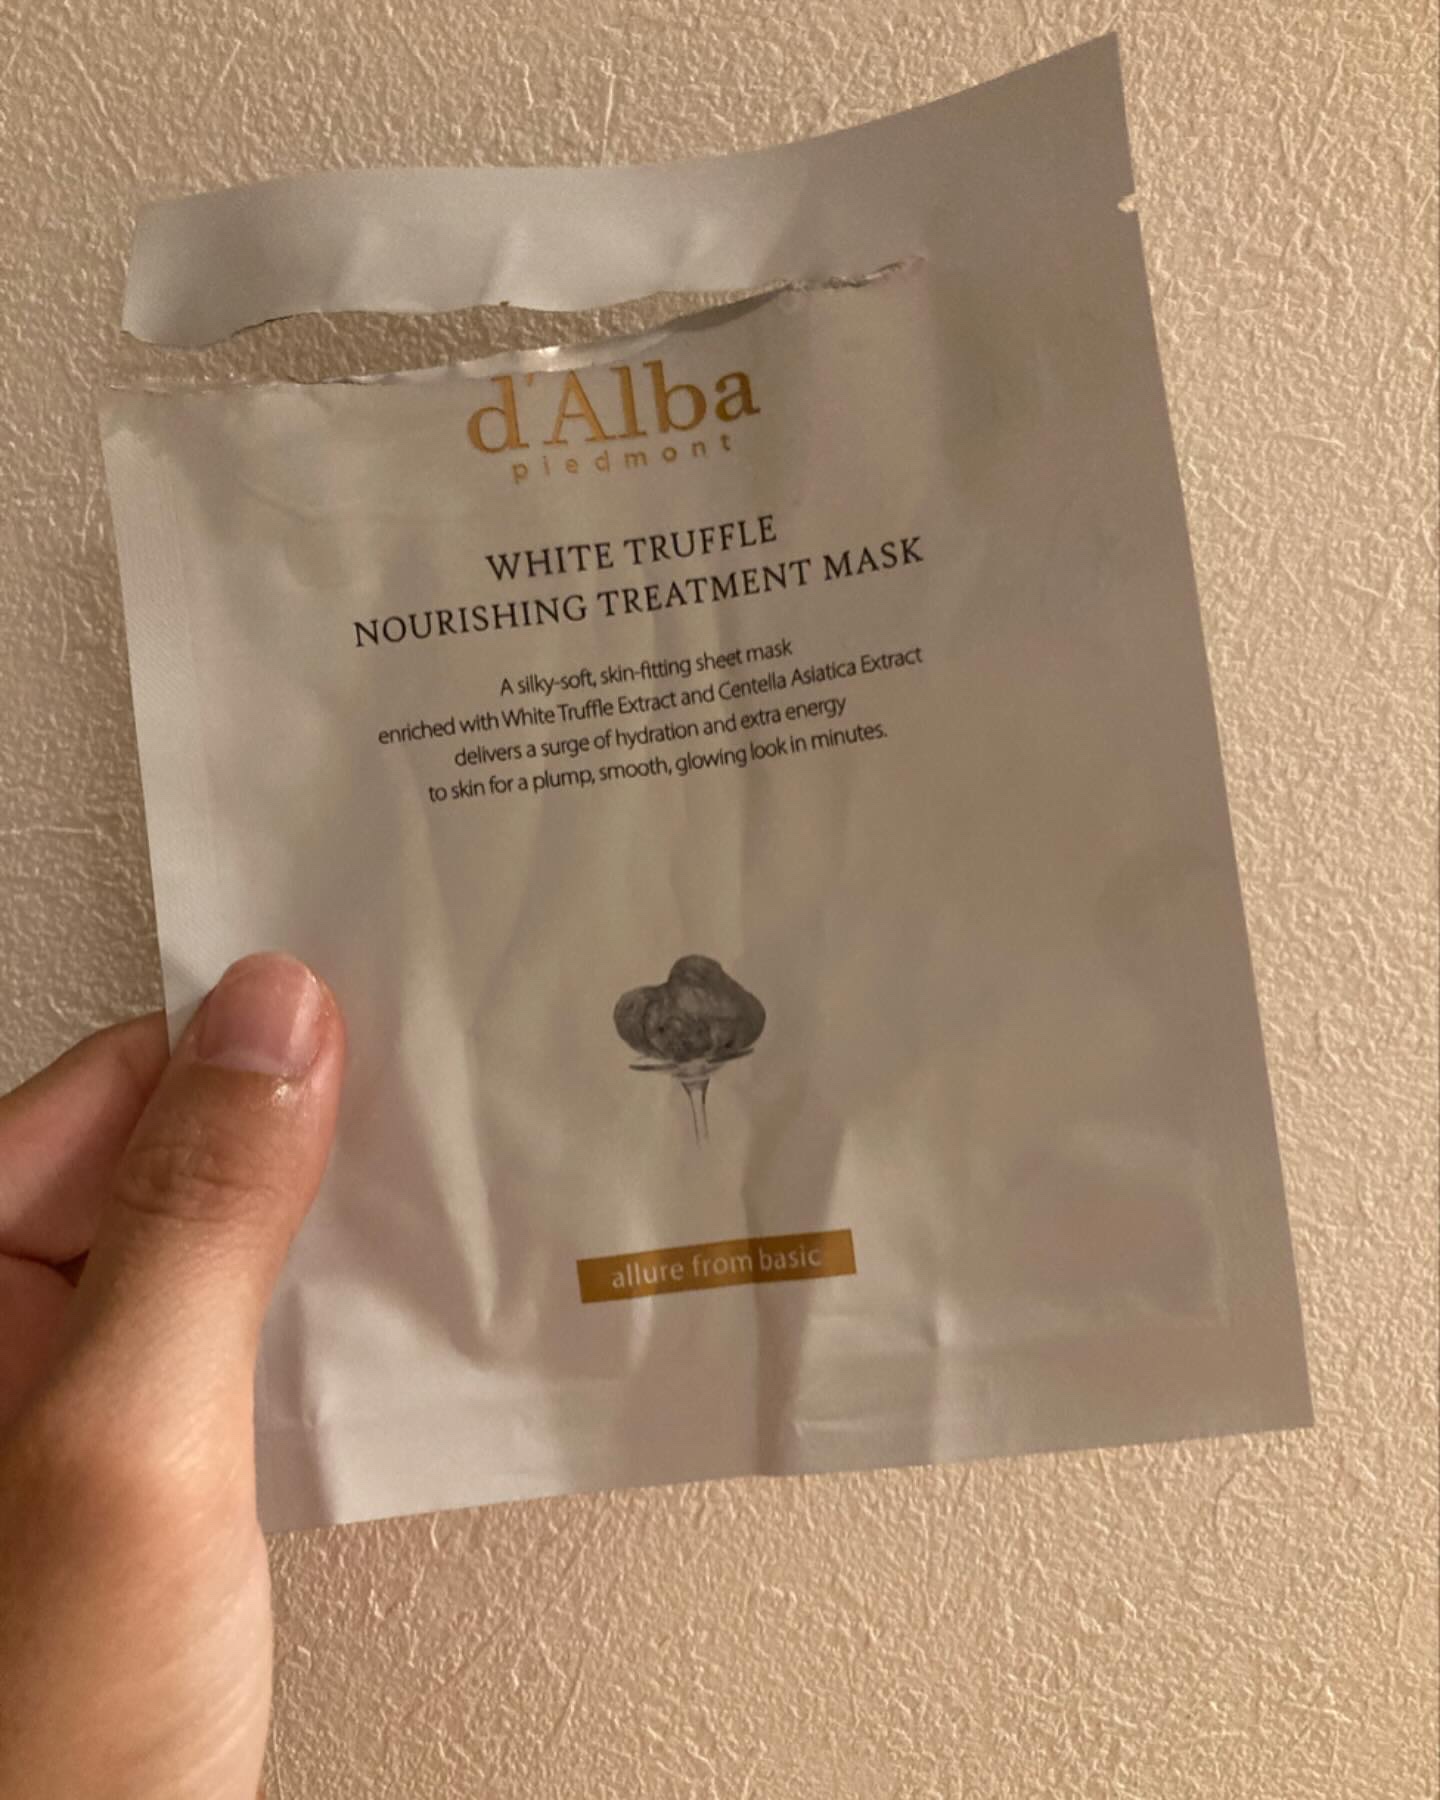 d'Alba
piedmont
WHITE TRUFFLE
NOURISHING TREATMENT MASK
A silky-soft, skin-fitting sheet mask
enriched with White Truffle Extract and Centella Asiatica Extract
delivers a surge of hydration and extra energy
to skin for a plump, smooth, glowing look in minutes.
allure from basic